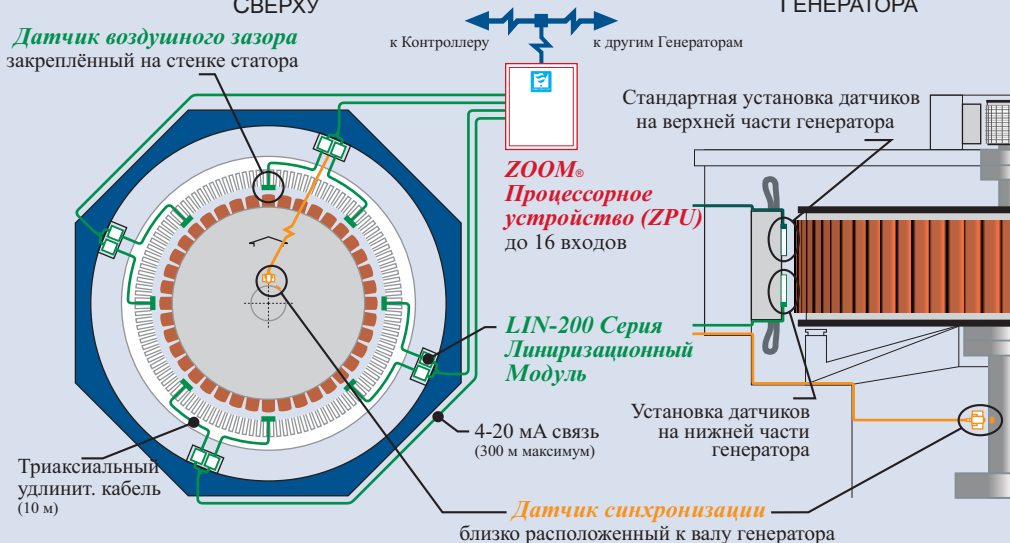 СВЕРХУ
ГЕНЕРАТОРА
Датчик воздушного зазора
закреплённый на стенке статора
к Контроллеру
к другим Генераторам
Стандартная установка датчиков
на верхней части генератора
ZOOM®
Процессорное
устройство (ZPU)
до 16 входов
LIN-200 Серия
Линиризационный
Модуль
Установка датчиков
на нижней части
генератора
4-20 мА связь
(300 м максимум)
Триаксиальный
удлинит. кабель
(10 м)
Датчик синхронизации
близко расположенный к валу генератора